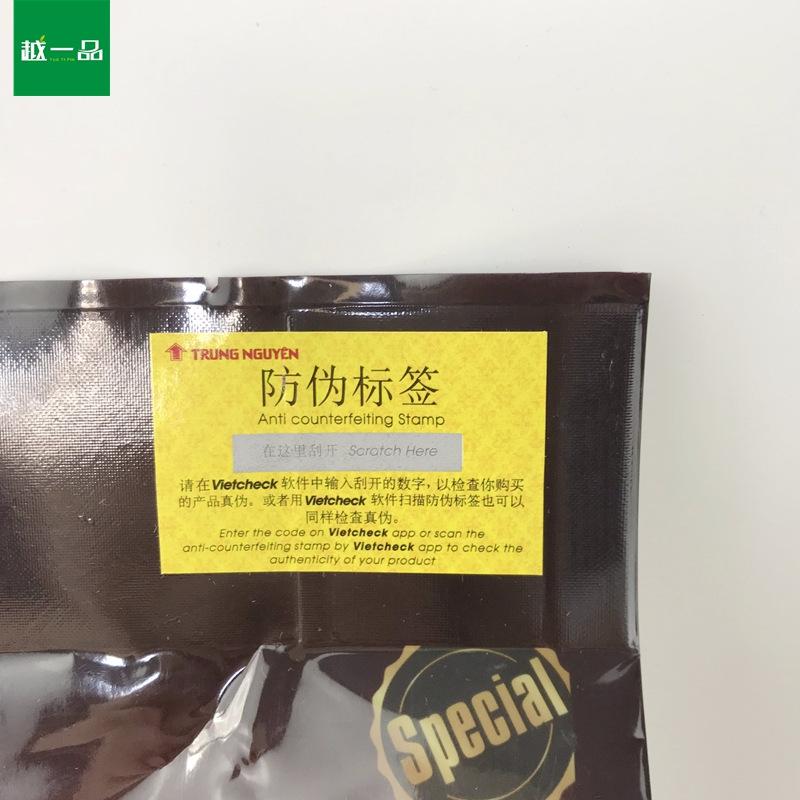 越一品
YUE YI PIN
TRUNG NGUYÊN
防伪标签
Anti counterfeiting Stamp
在这里刮开 Scratch Here
请在Vietcheck 软件中输入刮开的数字，以检查你购买
的产品真伪。或者用Vietcheck 软件扫描防伪标签也可以
同样检查真伪。
Enter the code on Vietcheck app or scan the
anti-counterfeiting stamp by Vietcheck app to check the
authenticity of your product
Special